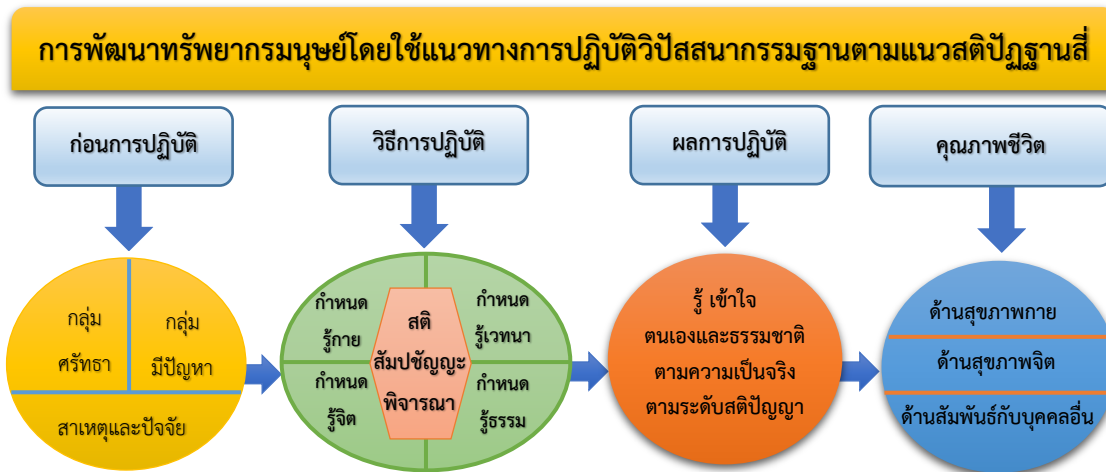 การพัฒนาทรัพยากรมนุษย์โดยใช้แนวทางการปฏิบัติวิปัสสนากรรมฐานตามแนวสติปัฏฐานสี่
ก่อนการปฏิบัติ
วิธีการปฏิบัติ
ผลการปฏิบัติ
คุณภาพชีวิต
กลุ่ม
ศรัทธา
กลุ่ม
มีปัญหา
สาเหตุและปัจจัย
กำหนด
รู้กาย
กำหนด
รู้เวทนา
สติ
สัมปชัญญะ
พิจารณา
กำหนด
รู้จิต
กำหนด
รู้ธรรม
รู้ เข้าใจ
ตนเองและธรรมชาติ
ตามความเป็นจริง
ตามระดับสติปัญญา
ด้านสุขภาพกาย
ด้านสุขภาพจิต
ด้านสัมพันธ์กับบุคคลอื่น